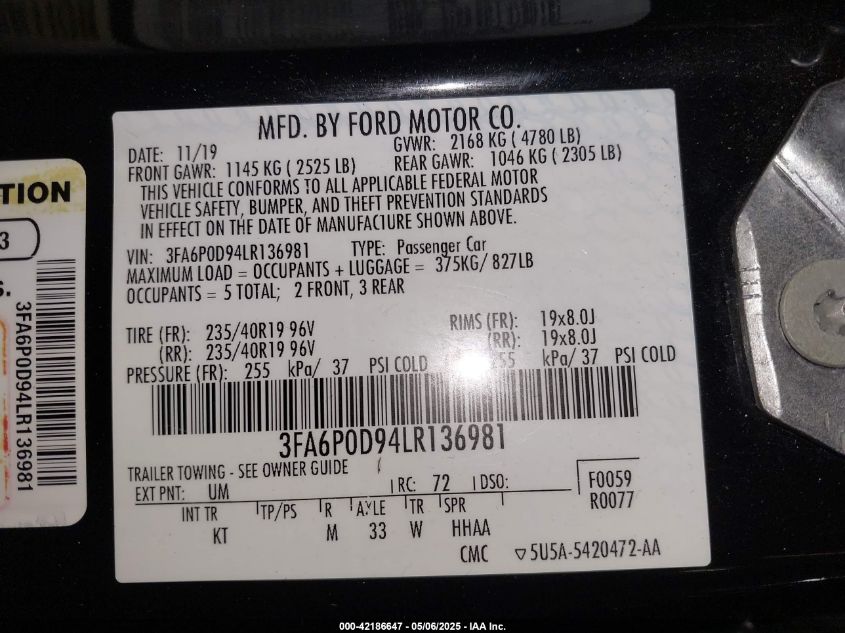 MFD. BY FORD MOTOR CO.
DATE: 11/19 GVWR: 2168 KG ( 4780 LB)
FRONT GAWR: 1145 KG ( 2525 LB) REAR GAWR: 1046 KG ( 2305 LB)
THIS VEHICLE CONFORMS TO ALL APPLICABLE FEDERAL MOTOR
VEHICLE SAFETY, BUMPER, AND THEFT PREVENTION STANDARDS
IN EFFECT ON THE DATE OF MANUFACTURE SHOWN ABOVE.
VIN: 3FA6P0D94LR136981 TYPE: Passenger Car
MAXIMUM LOAD = OCCUPANTS + LUGGAGE = 375KG/ 827LB
OCCUPANTS = 5 TOTAL; 2 FRONT, 3 REAR
TIRE (FR): 235/40R19 96V RIMS (FR): 19x8.0J
(RR): 235/40R19 96V (RR): 19x8.0J
PRESSURE (FR): 255 kPa/ 37 PSI COLD 255 kPa/ 37 PSI COLD
3FA6P0D94LR136981
TRAILER TOWING - SEE OWNER GUIDE
EXT PNT: UM RC: 72 DSO: F0059
R0077
INT TR TP/PS R AXLE TR SPR
KT M 33 W HHAA
CMC 5U5A-5420472-AA
TION
3
S.
3FA6P0D94LR136981
000-42186647 - 05/06/2025 - IAA Inc.